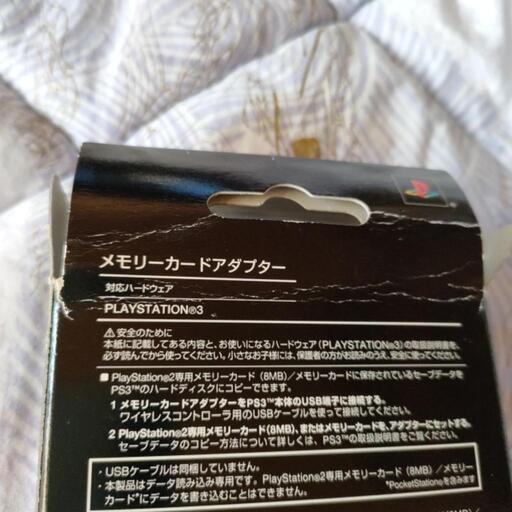 メモリーカードアダプター
対応ハードウェア
PLAYSTATION®3
⚠安全のために
本紙に記載してある内容と、お使いになるハードウェア(PLAYSTATION®3)の取扱説明書を、
必ず読んでから使ってください。小さなお子様には、保護者の方がお読みのうえ、安全に使ってください。
■PlayStation®2専用メモリーカード(8MB)/メモリーカードに保存されているセーブデータを
PS3™のハードディスクにコピーできます。
1 メモリーカードアダプターをPS3™本体のUSB端子に接続する。
ワイヤレスコントローラ用のUSBケーブルを使って接続してください。
2 PlayStation®2専用メモリーカード(8MB)、またはメモリーカードを、アダプターにセットする。
セーブデータのコピー方法について詳しくは、PS3™の取扱説明書をご覧ください。
・USBケーブルは同梱していません。
・本製品はデータ読み込み専用です。PlayStation®2専用メモリーカード(8MB)/メモリー
カード*にデータを書き込むことはできません。
*PocketStation®を含みます